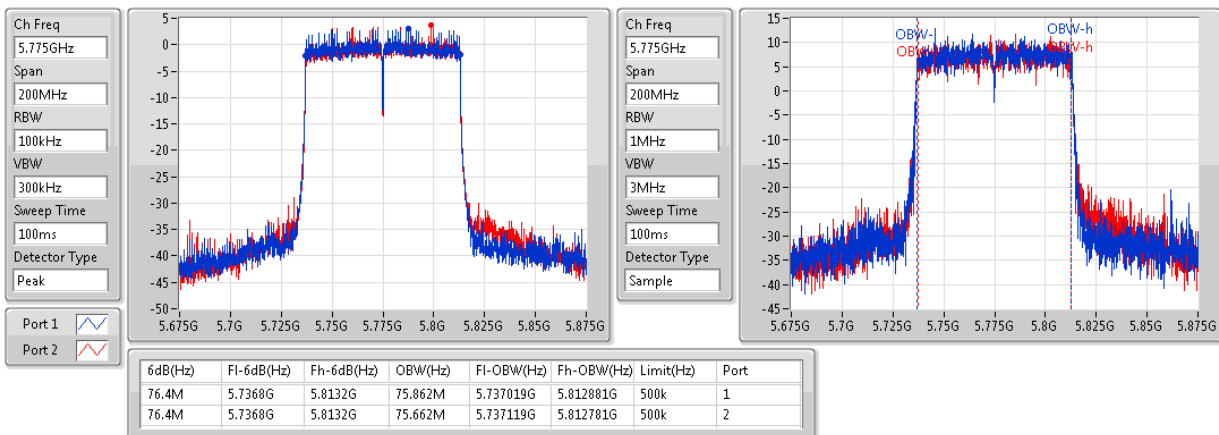 Ch Freq
5.775GHz
Span
200MHz
RBW
100kHz
VBW
300kHz
Sweep Time
100ms
Detector Type
Peak
Port 1
Port 2
5
0
-5
-10
-15
-20
-25
-30
-35
-40
-45
-50
5.675G 5.7G 5.725G 5.75G 5.775G 5.8G 5.825G 5.85G 5.875G
Ch Freq
5.775GHz
Span
200MHz
RBW
1MHz
VBW
3MHz
Sweep Time
100ms
Detector Type
Sample
15
10
5
0
-5
-10
-15
-20
-25
-30
-35
-40
-45
OBW-l OBW-h
5.675G 5.7G 5.725G 5.75G 5.775G 5.8G 5.825G 5.85G 5.875G
6dB(Hz) Fl-6dB(Hz) Fh-6dB(Hz) OBW(Hz) Fl-OBW(Hz) Fh-OBW(Hz) Limit(Hz) Port
76.4M 5.7368G 5.8132G 75.862M 5.737019G 5.812881G 500k 1
76.4M 5.7368G 5.8132G 75.662M 5.737119G 5.812781G 500k 2